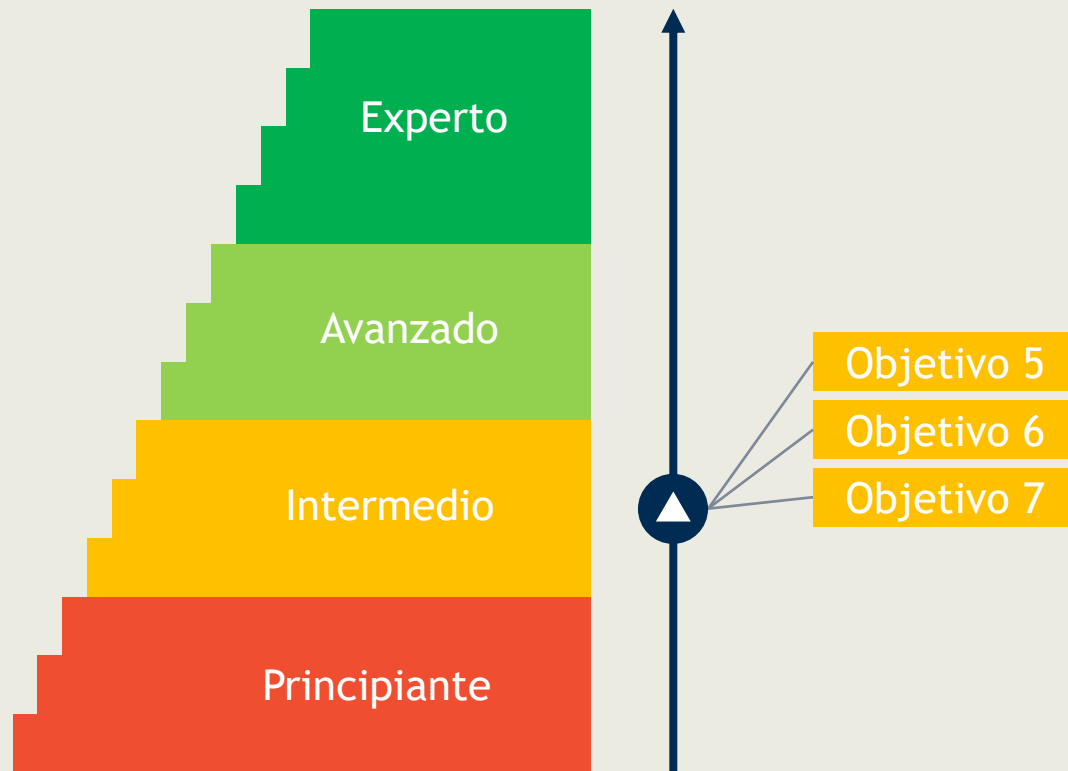 Experto
Avanzado
Intermedio
Principiante
Objetivo 5
Objetivo 6
Objetivo 7